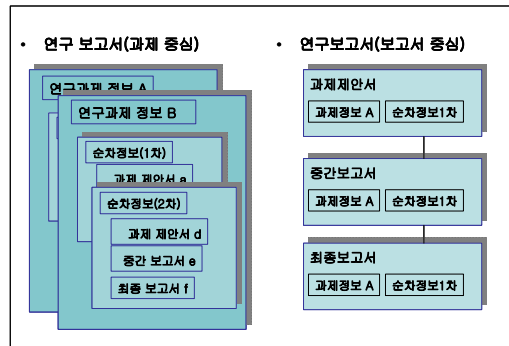 • 연구 보고서(과제 중심)
연구과제 정보 A
연구과제 정보 B
순차정보(1차)
과제 제안서 a
순차정보(2차)
과제 제안서 d
중간 보고서 e
최종 보고서 f
• 연구보고서(보고서 중심)
과제제안서
과제정보 A 순차정보1차
중간보고서
과제정보 A 순차정보1차
최종보고서
과제정보 A 순차정보1차